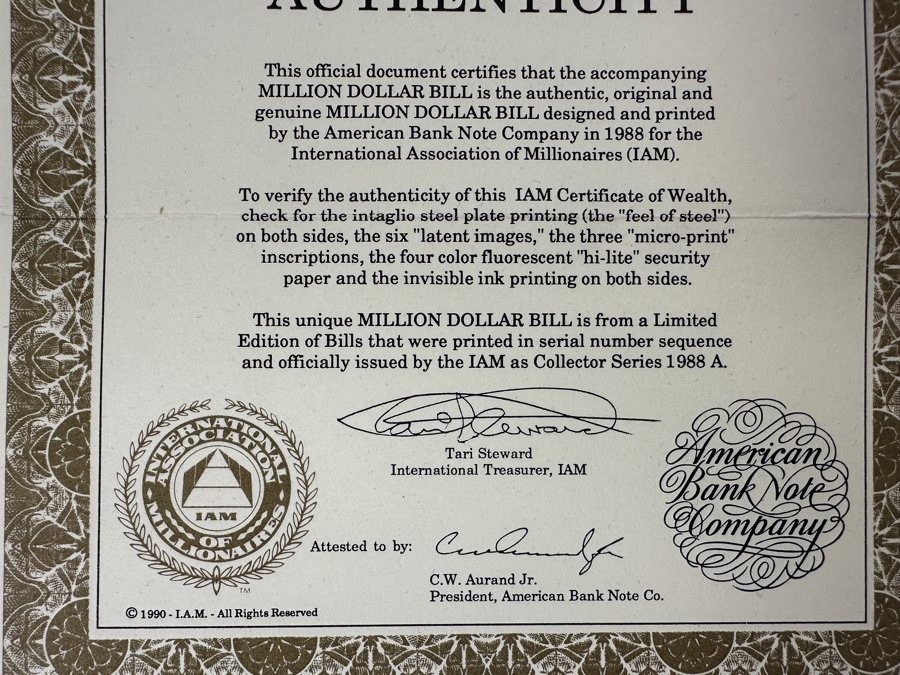 AUTHENTICITY
This official document certifies that the accompanying
MILLION DOLLAR BILL is the authentic, original and
genuine MILLION DOLLAR BILL designed and printed
by the American Bank Note Company in 1988 for the
International Association of Millionaires (IAM).
To verify the authenticity of this IAM Certificate of Wealth,
check for the intaglio steel plate printing (the "feel of steel")
on both sides, the six "latent images," the three "micro-print"
inscriptions, the four color fluorescent "hi-lite" security
paper and the invisible ink printing on both sides.
This unique MILLION DOLLAR BILL is from a Limited
Edition of Bills that were printed in serial number sequence
and officially issued by the IAM as Collector Series 1988 A.
Tari Steward
Tari Steward
International Treasurer, IAM
INTERNATIONAL
ASSOCIATION
IAM
OF
MILLIONAIRES
TM
American
Bank Note
Company
Attested to by:
C.W. Aurand Jr.
President, American Bank Note Co.
© 1990 - I.A.M. - All Rights Reserved